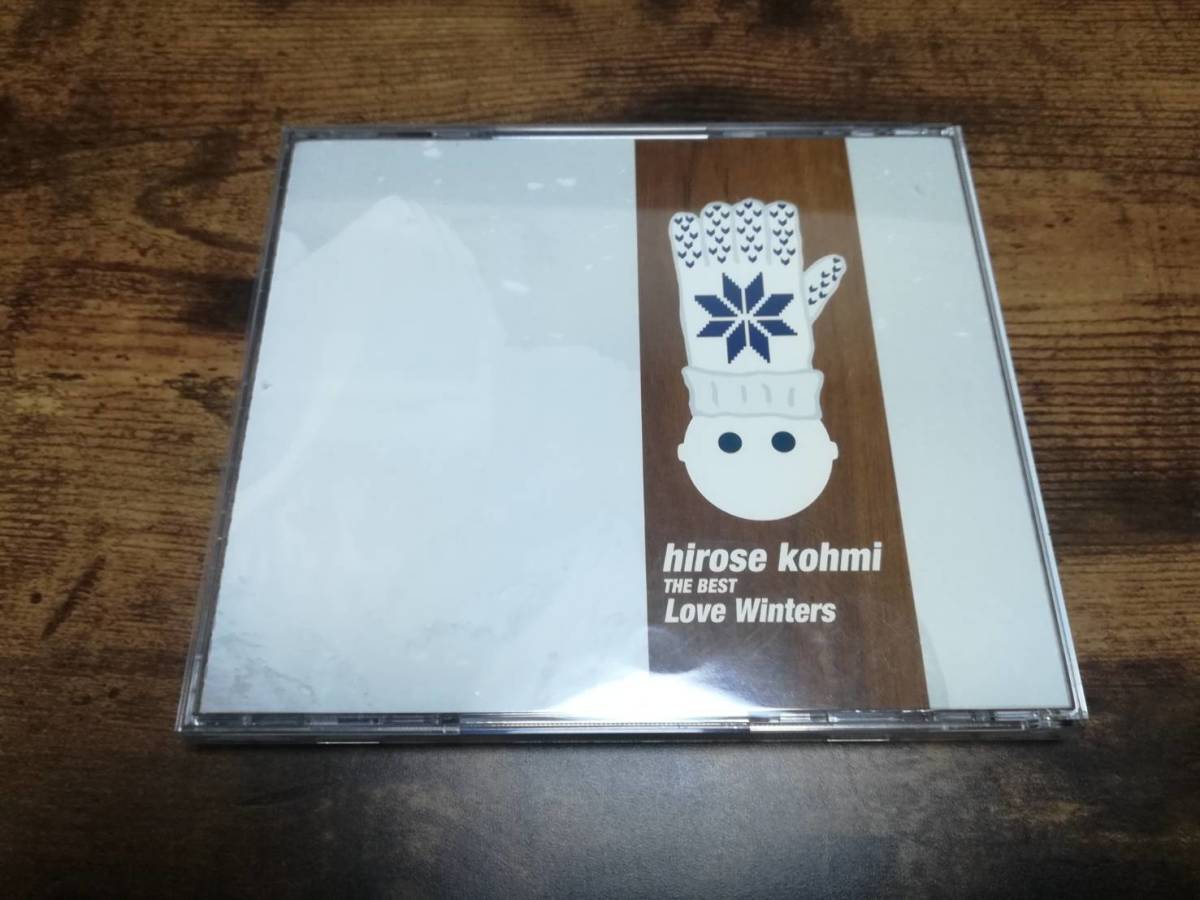 hirose kohmi
THE BEST
Love Winters